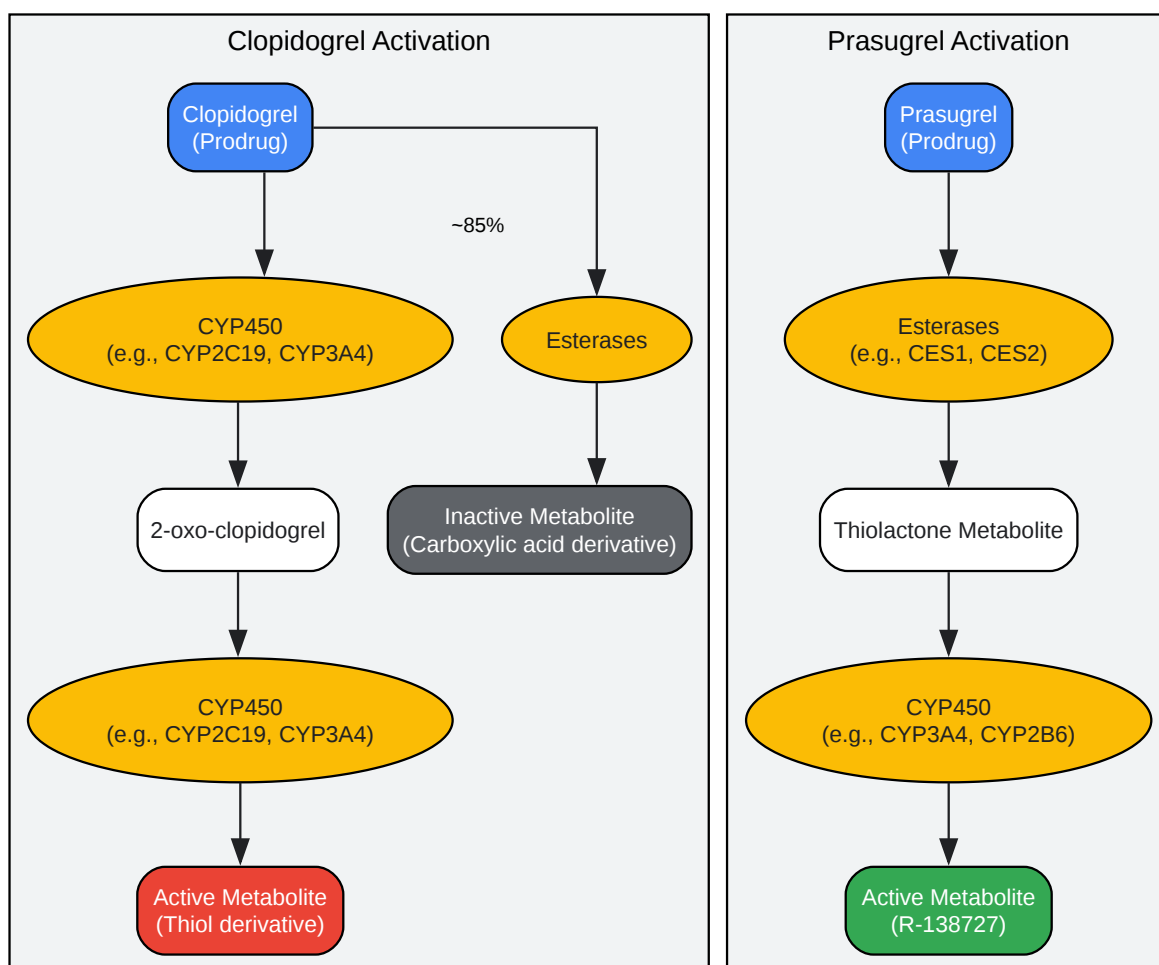 Clopidogrel Activation
Clopidogrel
(Prodrug)
~85%
CYP450
(e.g., CYP2C19, CYP3A4)
Esterases
2-oxo-clopidogrel
Inactive Metabolite
(Carboxylic acid derivative)
CYP450
(e.g., CYP2C19, CYP3A4)
Active Metabolite
(Thiol derivative)
Prasugrel Activation
Prasugrel
(Prodrug)
Esterases
(e.g., CES1, CES2)
Thiolactone Metabolite
CYP450
(e.g., CYP3A4, CYP2B6)
Active Metabolite
(R-138727)